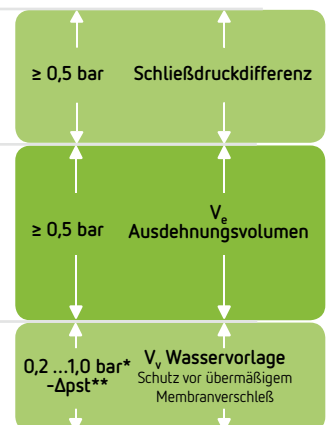 ≥ 0,5 bar Schließdruckdifferenz
≥ 0,5 bar
Ve
Ausdehnungsvolumen
0,2 ...1,0 bar*
-Δpst**
Vv Wasservorlage
Schutz vor übermäßigem
Membranverschleß